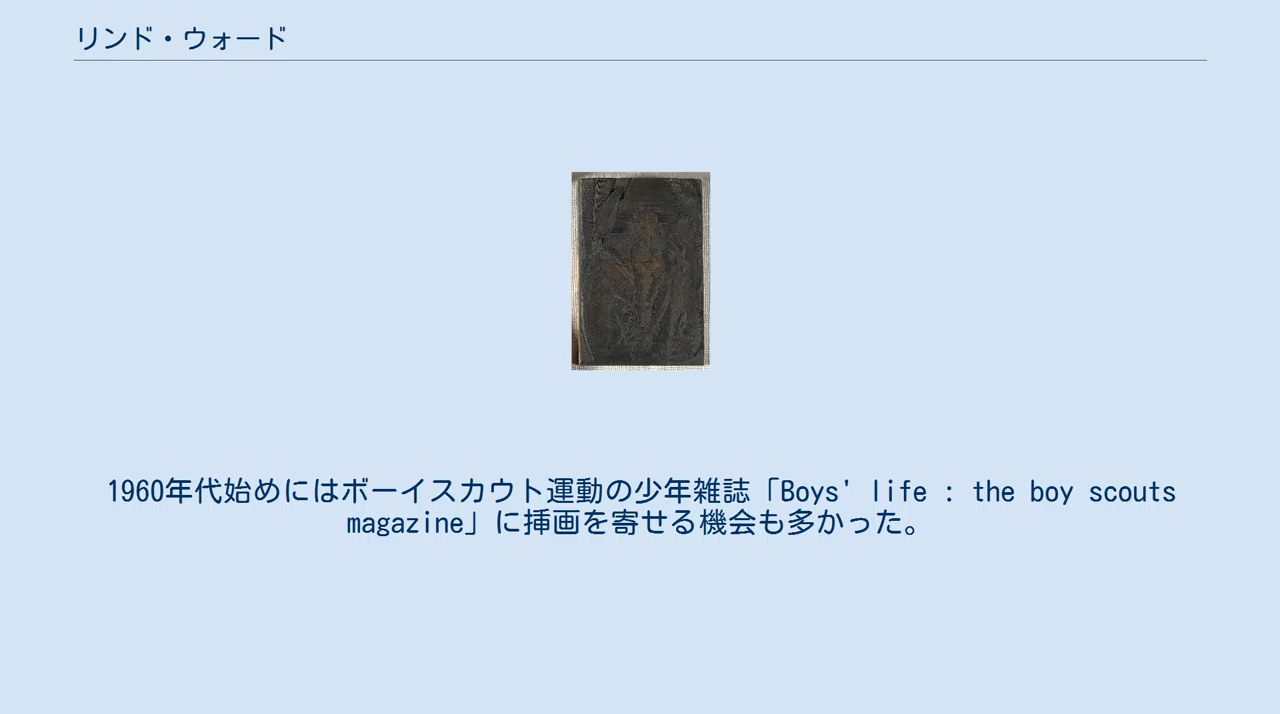 リンド・ウォード
1960年代始めにはボーイスカウト運動の少年雑誌「Boys' life : the boy scouts
magazine」に挿画を寄せる機会も多かった。